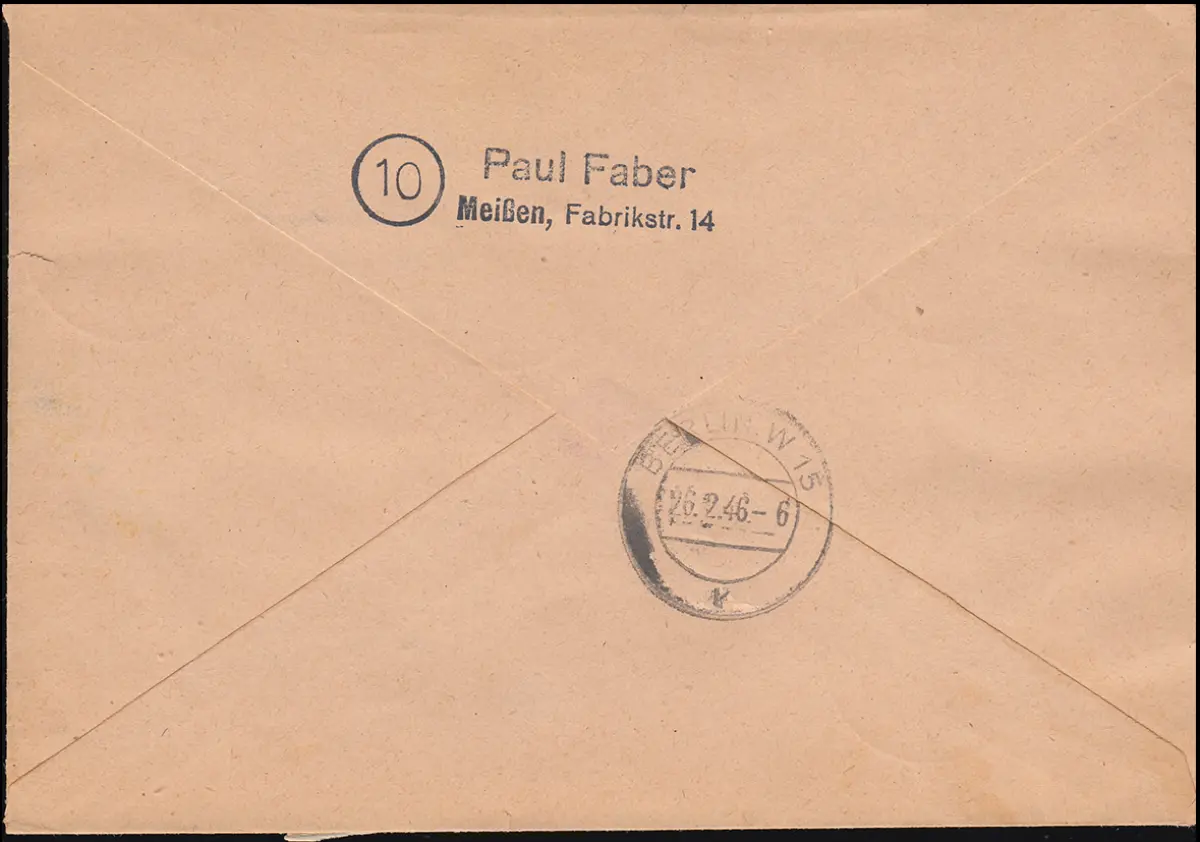 10
Paul Faber
Meißen, Fabrikstr. 14
BERLIN. W 15
26. 2.46 - 6